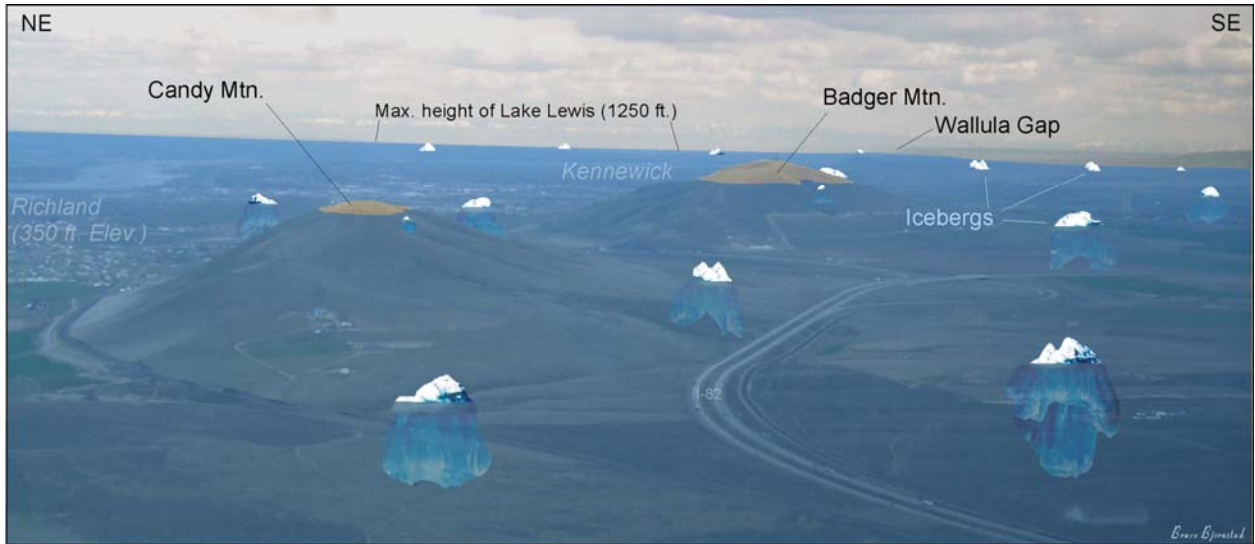 NE
SE
Candy Mtn.
Max. height of Lake Lewis (1250 ft.)
Badger Mtn.
Wallula Gap
Kennewick
Richland
(350 ft. Elev.)
Icebergs
I-82
Bruce Bjornstad